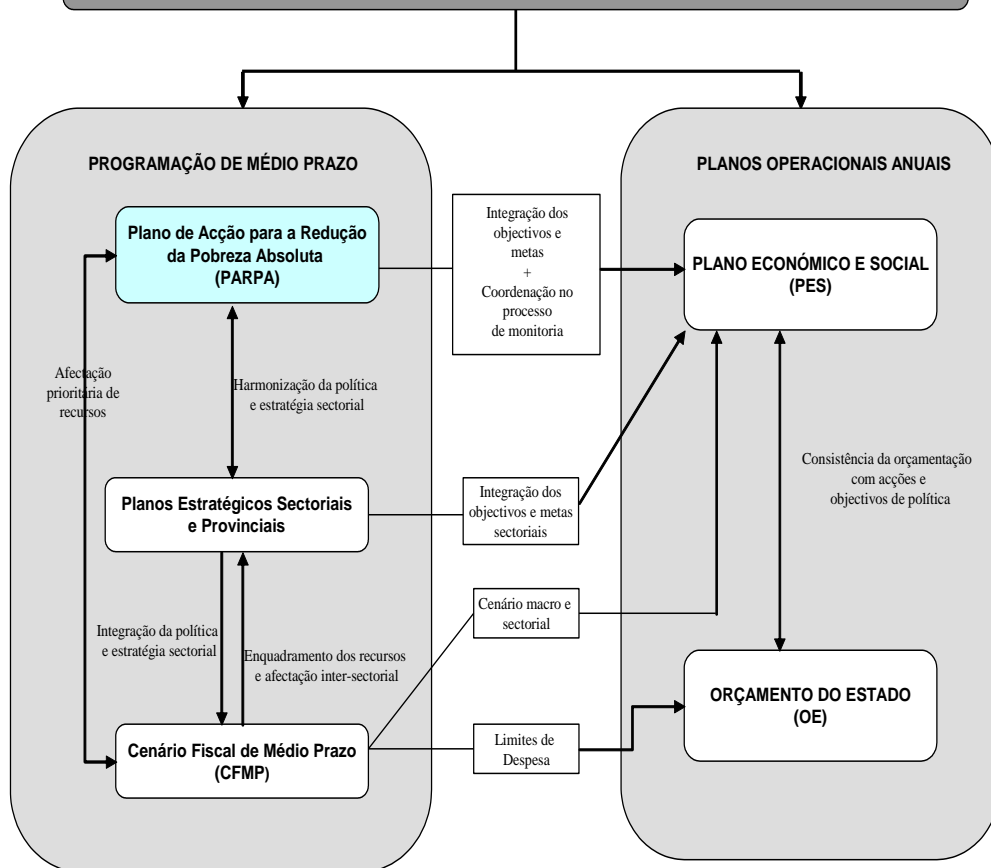 PROGRAMAÇÃO DE MÉDIO PRAZO
Plano de Acção para a Redução
da Pobreza Absoluta
(PARPA)
Afectação
prioritária de
recursos
Harmonização da política
e estratégia sectorial
Planos Estratégicos Sectoriais
e Provinciais
Integração da política
e estratégia sectorial
Enquadramento dos recursos
e afectação inter-sectorial
Cenário Fiscal de Médio Prazo
(CFMP)
Integração dos
objectivos e
metas
+
Coordenação no
processo
de monitoria
Integração dos
objectivos e metas
sectoriais
Cenário macro e
sectorial
Limites de
Despesa
PLANOS OPERACIONAIS ANUAIS
PLANO ECONÓMICO E SOCIAL
(PES)
Consistência da orçamentação
com acções e
objectivos de política
ORÇAMENTO DO ESTADO
(OE)